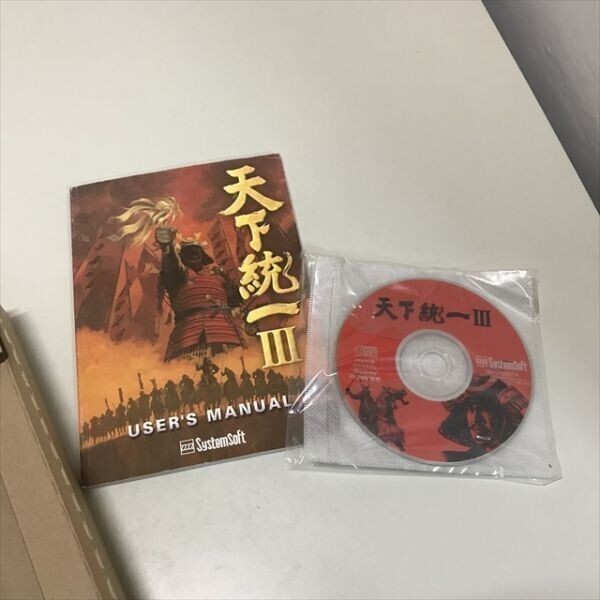 天下統一III
USER'S MANUAL
SystemSoft
天下統一III
SystemSoft